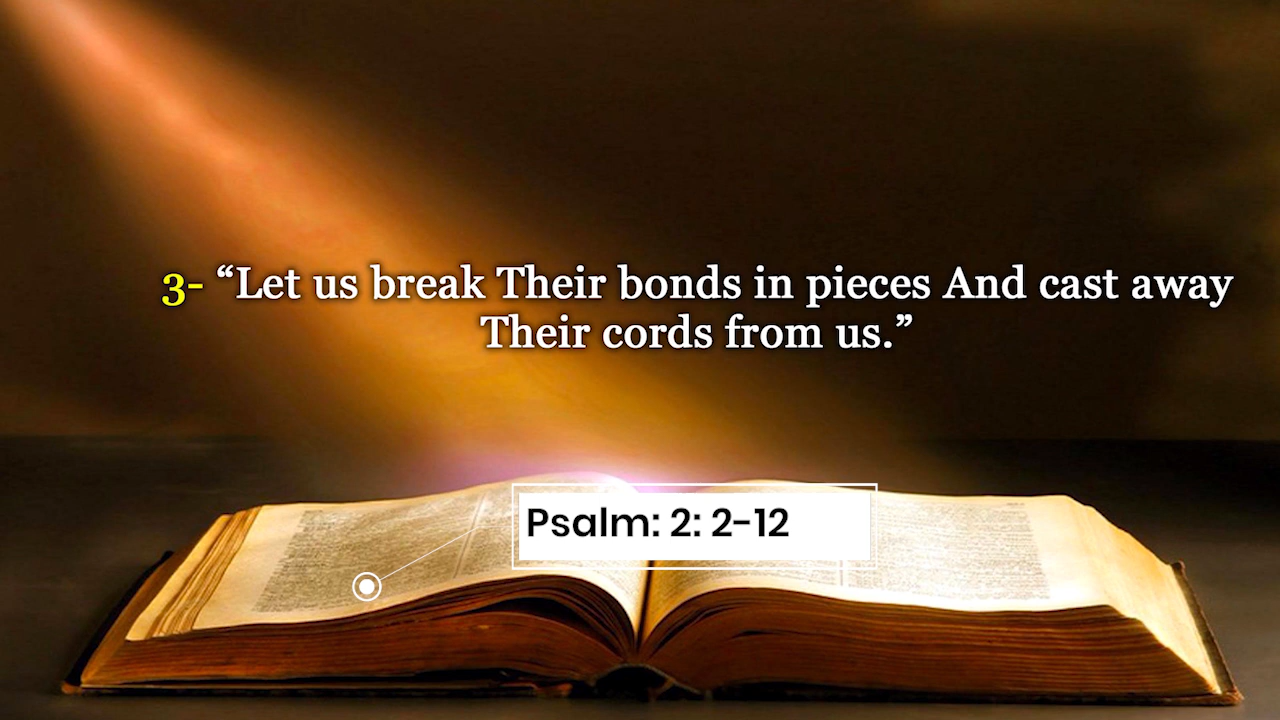 3- “Let us break Their bonds in pieces And cast away
Their cords from us.”
Psalm: 2: 2-12